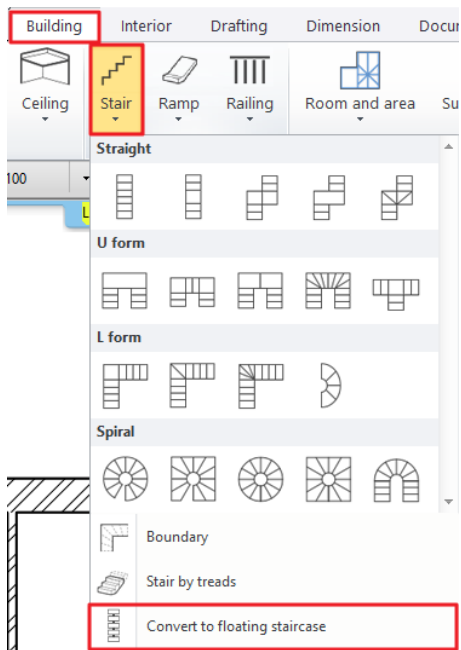 Building Interior Drafting Dimension Docur
Ceiling Stair Ramp Railing Room and area Su
100
L
Straight
U form
L form
Spiral
Boundary
Stair by treads
Convert to floating staircase